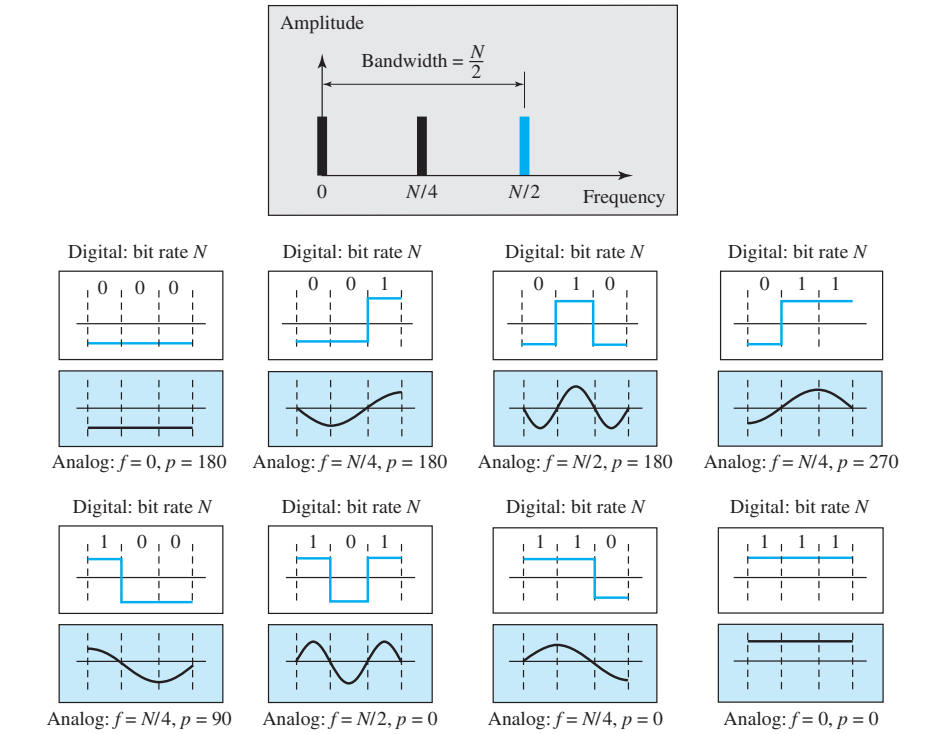 Amplitude
Bandwidth = N/2
0 N/4 N/2 Frequency
Digital: bit rate N Digital: bit rate N Digital: bit rate N Digital: bit rate N
0 0 0 0 0 1 0 1 0 0 1 1
Analog: f = 0, p = 180 Analog: f = N/4, p = 180 Analog: f = N/2, p = 180 Analog: f = N/4, p = 270
Digital: bit rate N Digital: bit rate N Digital: bit rate N Digital: bit rate N
1 0 0 1 0 1 1 1 0 1 1 1
Analog: f = N/4, p = 90 Analog: f = N/2, p = 0 Analog: f = N/4, p = 0 Analog: f = 0, p = 0